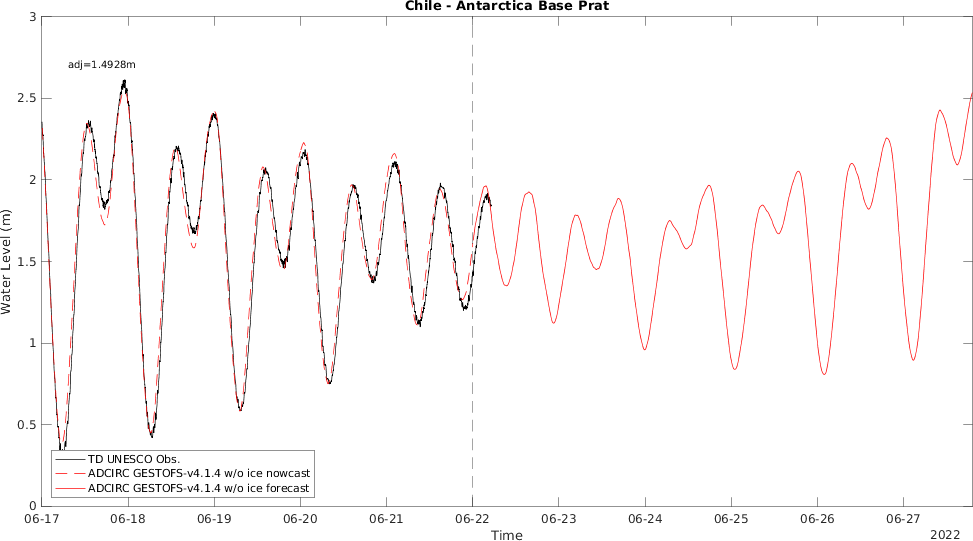 Chile - Antarctica Base Prat
3
adj=1.4928m
2.5
2
1.5
1
0.5
0
Water Level (m)
TD UNESCO Obs.
ADCIRC GESTOFS-v4.1.4 w/o ice nowcast
ADCIRC GESTOFS-v4.1.4 w/o ice forecast
06-17 06-18 06-19 06-20 06-21 06-22 06-23 06-24 06-25 06-26 06-27
Time
2022